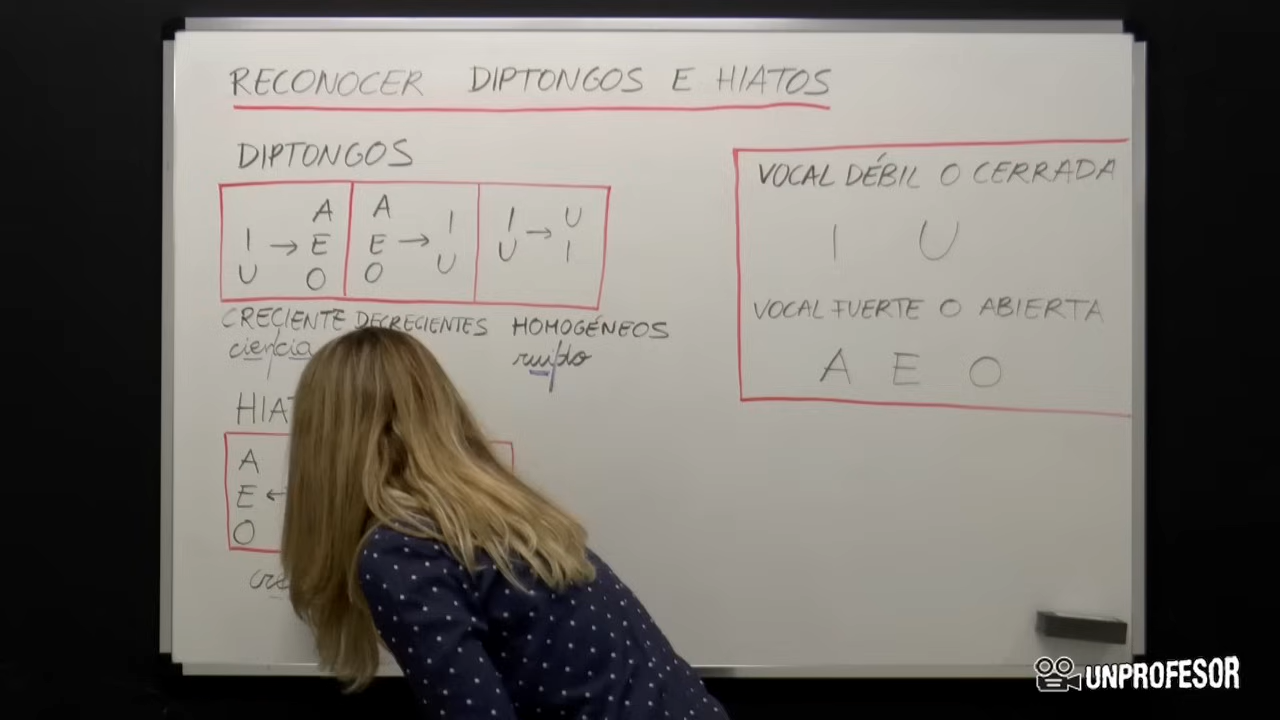 RECONOCER DIPTONGOS E HIATOS
DIPTONGOS
I U → A E O
A E O → I U
I U → U I
CRECIENTE DECRECIENTES HOMOGÉNEOS
ciencia
ruido
VOCAL DÉBIL O CERRADA
I U
VOCAL FUERTE O ABIERTA
A E O
A
E ←
O
UNPROFESOR